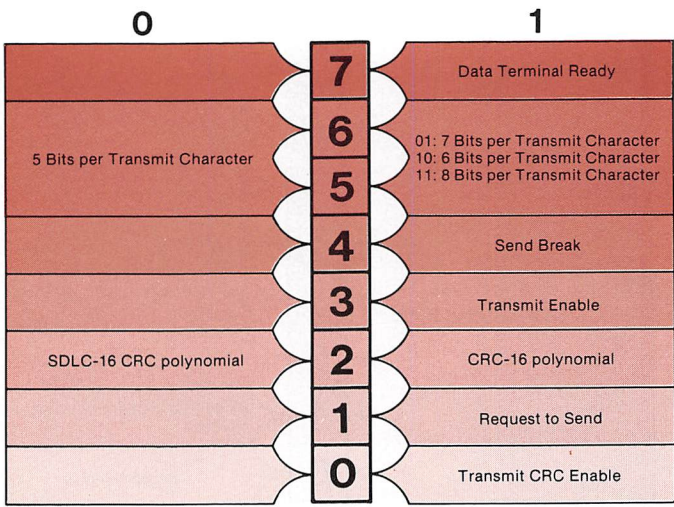 0 1
7 Data Terminal Ready
6
5 Bits per Transmit Character
01: 7 Bits per Transmit Character
10: 6 Bits per Transmit Character
11: 8 Bits per Transmit Character
5
4 Send Break
3 Transmit Enable
SDLC-16 CRC polynomial 2 CRC-16 polynomial
1 Request to Send
0 Transmit CRC Enable